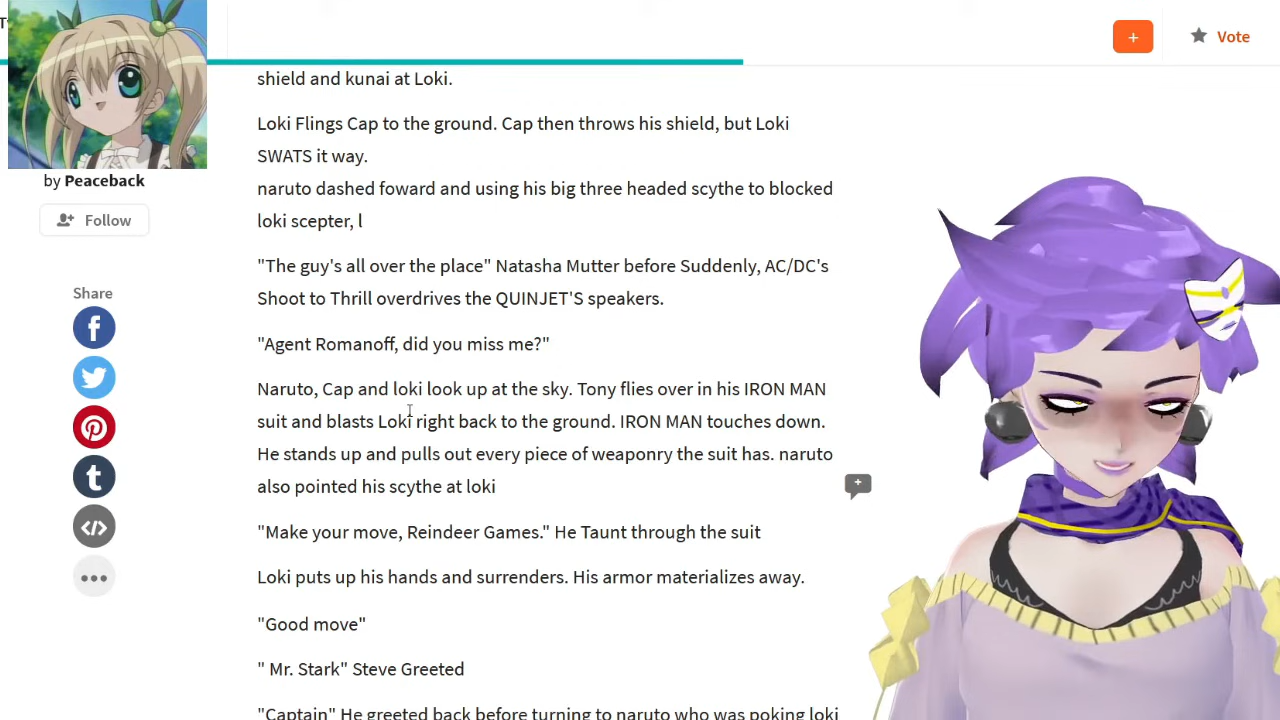 T
+
Vote
by Peaceback
Follow
Share
shield and kunai at Loki.
Loki Flings Cap to the ground. Cap then throws his shield, but Loki
SWATS it way.
naruto dashed foward and using his big three headed scythe to blocked
loki scepter, l
"The guy's all over the place" Natasha Mutter before Suddenly, AC/DC's
Shoot to Thrill overdrives the QUINJET'S speakers.
"Agent Romanoff, did you miss me?"
Naruto, Cap and loki look up at the sky. Tony flies over in his IRON MAN
suit and blasts Loki right back to the ground. IRON MAN touches down.
He stands up and pulls out every piece of weaponry the suit has. naruto
also pointed his scythe at loki
+
"Make your move, Reindeer Games." He Taunt through the suit
Loki puts up his hands and surrenders. His armor materializes away.
"Good move"
" Mr. Stark" Steve Greeted
"Captain" He greeted back before turning to naruto who was poking loki